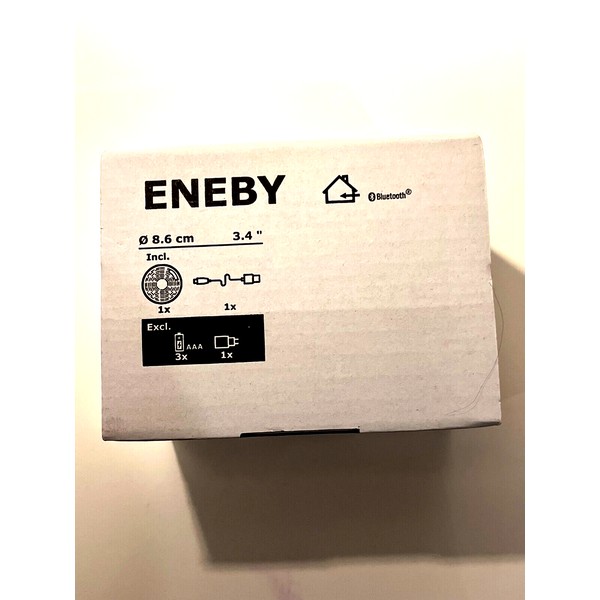 ENEBY
Bluetooth®
Ø 8.6 cm 3.4 "
Incl.
1x 1x
Excl.
AAA
3x 1x